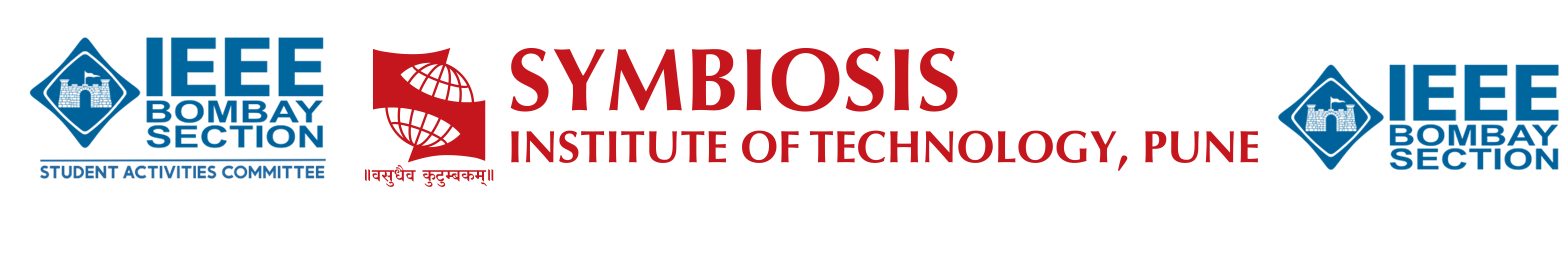 IEEE
BOMBAY
SECTION
STUDENT ACTIVITIES COMMITTEE
॥वसुधैव कुटुम्बकम्॥
SYMBIOSIS
INSTITUTE OF TECHNOLOGY, PUNE
IEEE
BOMBAY
SECTION